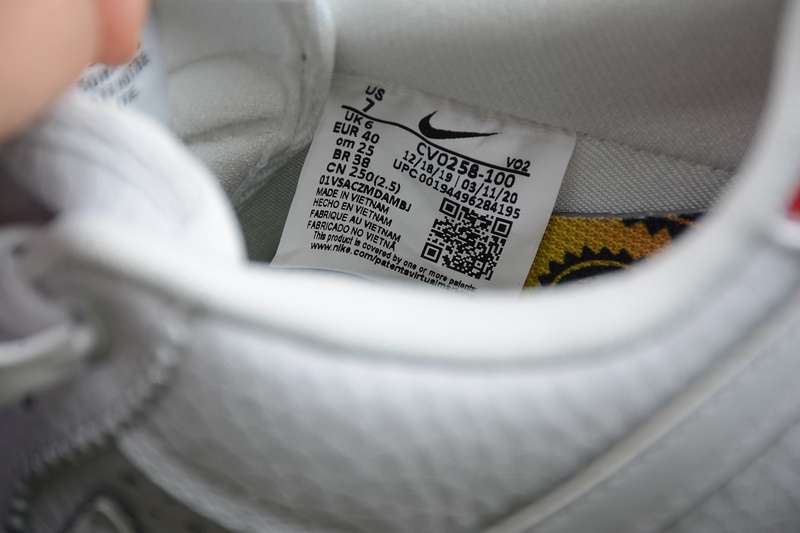 US
7
UK 6
EUR 40
cm 25
BR 38
CN 250(2.5)
01VSACZMDAMBJ
MADE IN VIETNAM
HECHO EN VIETNAM
FABRIQUE AU VIETNAM
FABRICADO NO VIETNÃ
This product is covered by one or more patents
www.nike.com/patents
V02
CV0258-100
12/18/19 03/11/20
UPC 00194496284195